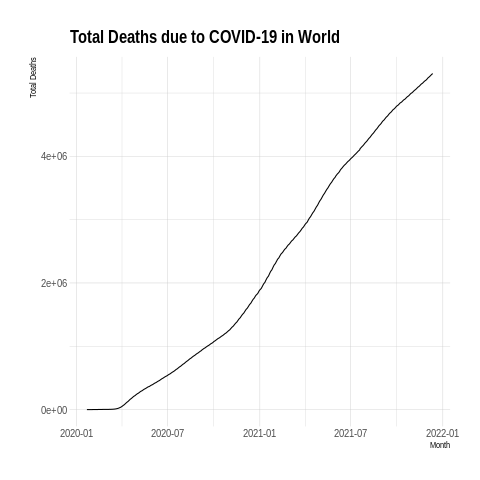 Total Deaths due to COVID-19 in World
Total Deaths
4e+06
2e+06
0e+00
2020-01 2020-07 2021-01 2021-07 2022-01
Month